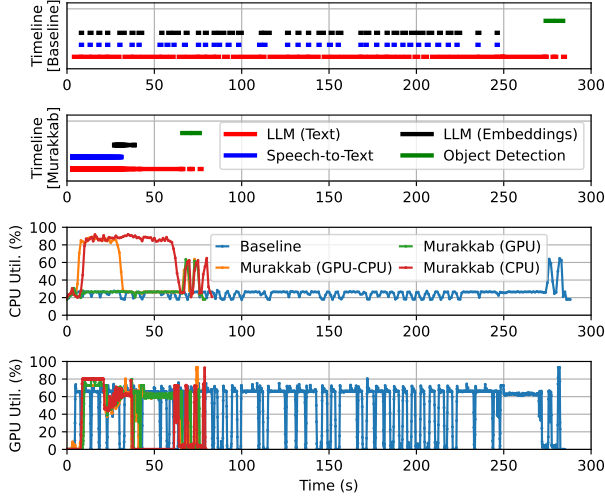 Timeline
[Baseline]
0 50 100 150 200 250 300
Timeline
[Murakkab]
LLM (Text)
LLM (Embeddings)
Speech-to-Text
Object Detection
0 50 100 150 200 250 300
CPU Util. (%)
100
80
60
40
20
0
Baseline
Murakkab (GPU)
Murakkab (GPU-CPU)
Murakkab (CPU)
0 50 100 150 200 250 300
GPU Util. (%)
100
80
60
40
20
0
0 50 100 150 200 250 300
Time (s)